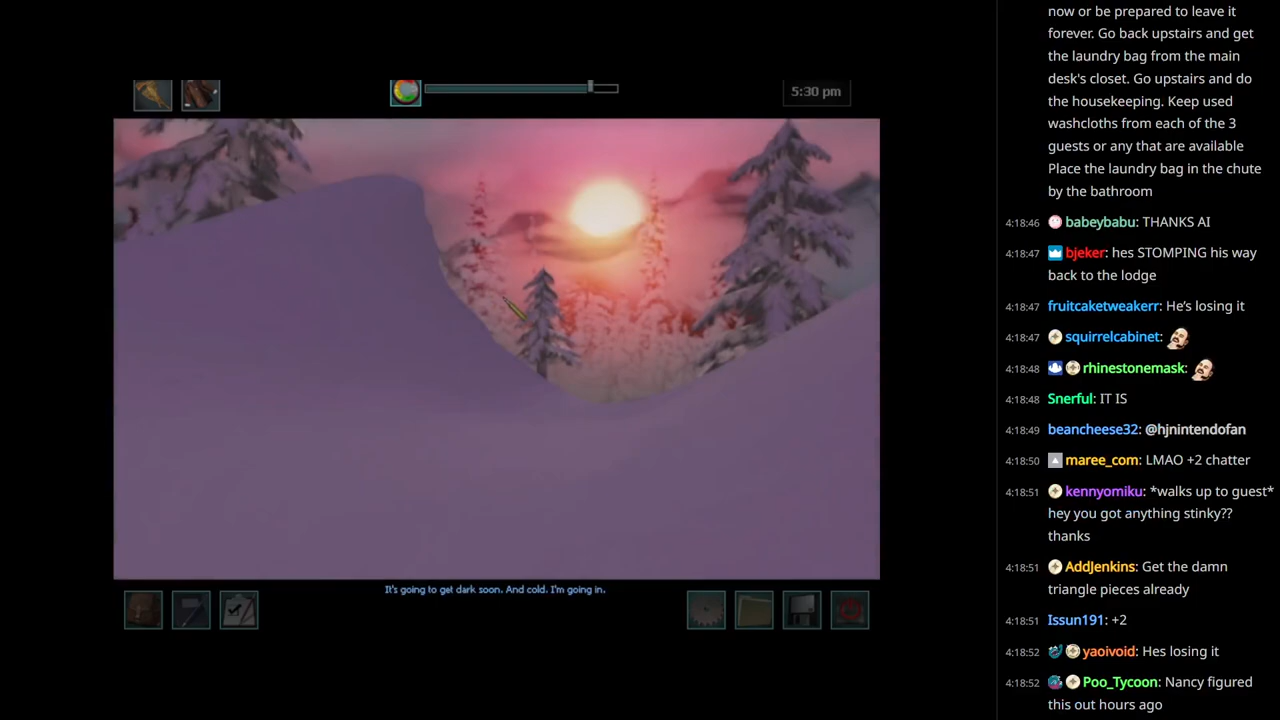 5:30 pm
It's going to get dark soon. And cold. I'm going in.
now or be prepared to leave it
forever. Go back upstairs and get
the laundry bag from the main
desk's closet. Go upstairs and do
the housekeeping. Keep used
washcloths from each of the 3
guests or any that are available
Place the laundry bag in the chute
by the bathroom
4:18:46 babeybabu: THANKS AI
4:18:47 bjeker: hes STOMPING his way
back to the lodge
4:18:47 fruitcaketweakerr: He's losing it
4:18:47 squirrelcabinet:
4:18:48 rhinestonemask:
4:18:48 Snerful: IT IS
4:18:49 beancheese32: @hjnintendofan
4:18:50 maree_com: LMAO +2 chatter
4:18:51 kennyomiku: *walks up to guest*
hey you got anything stinky??
thanks
4:18:51 AddJenkins: Get the damn
triangle pieces already
4:18:51 Issun191: +2
4:18:52 yaoivoid: Hes losing it
4:18:52 Poo_Tycoon: Nancy figured
this out hours ago